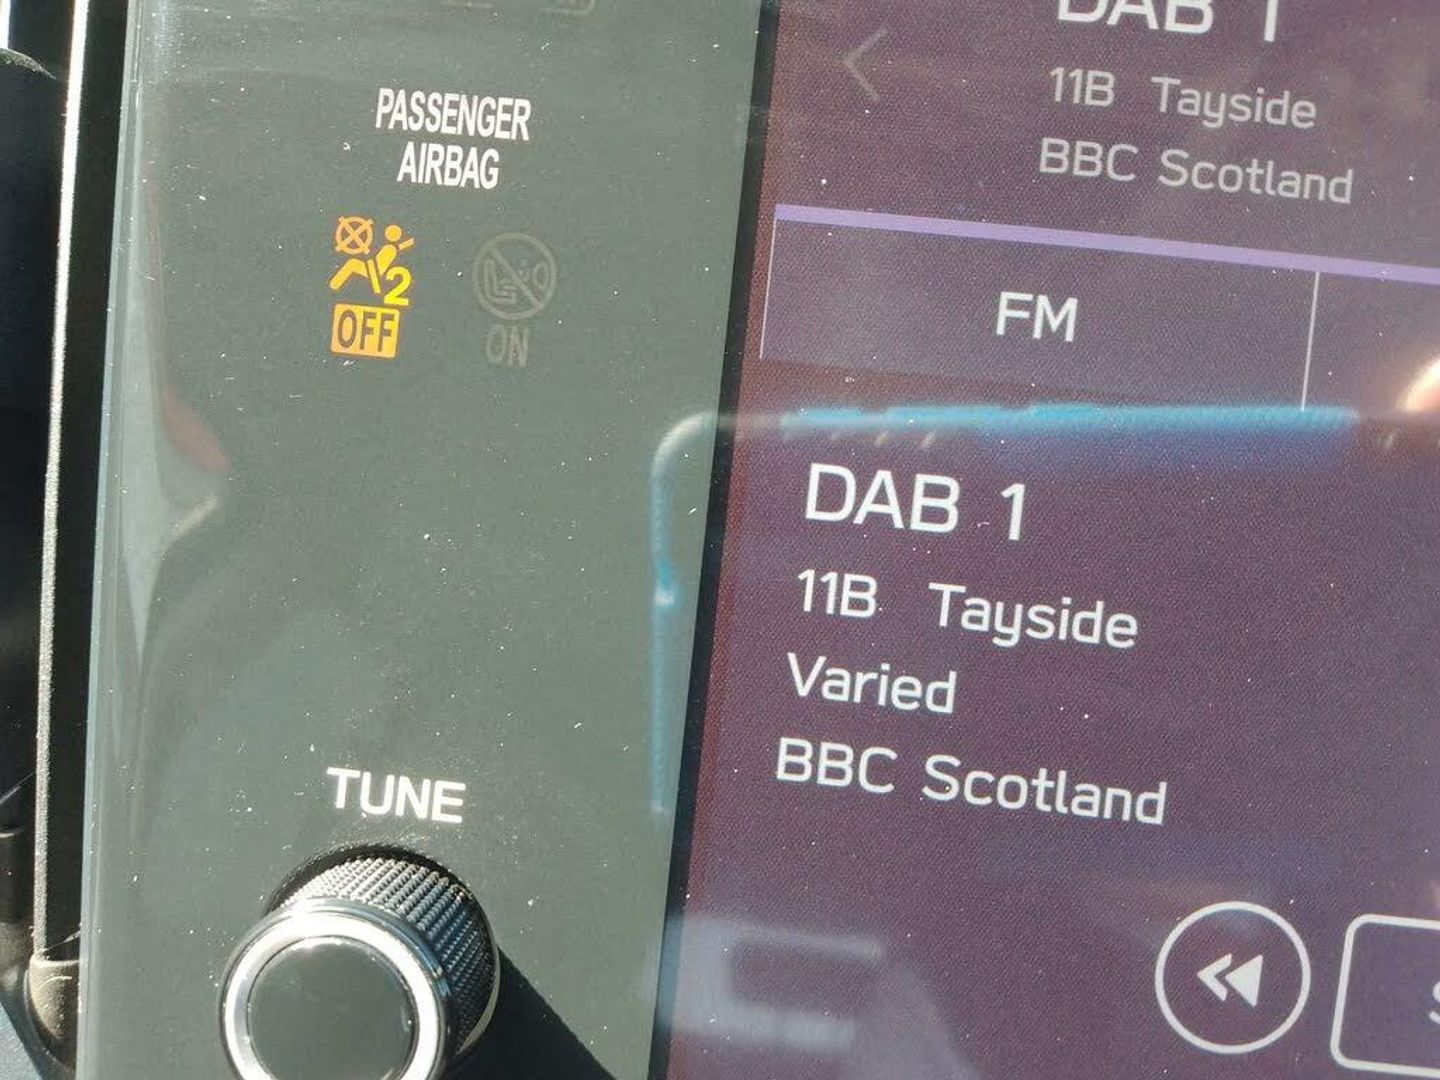 PASSENGER
AIRBAG
2
OFF
ON
TUNE
DAB 1
11B Tayside
BBC Scotland
FM
DAB 1
11B Tayside
Varied
BBC Scotland